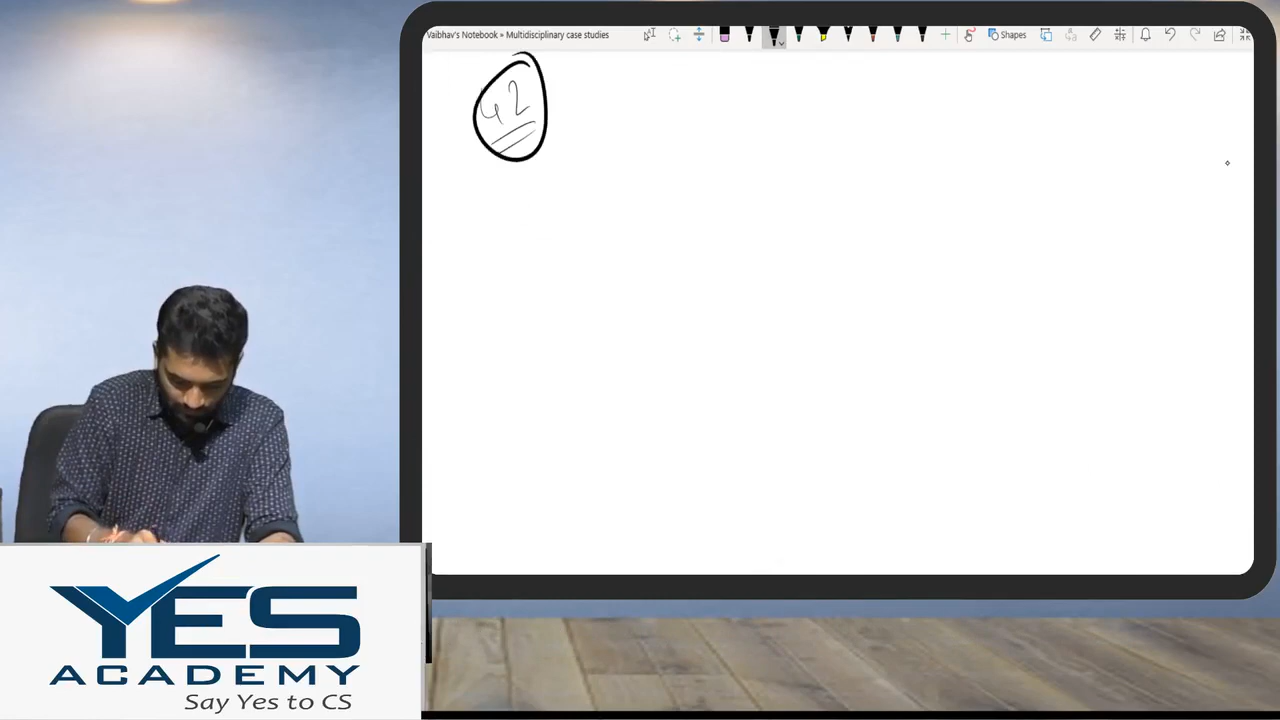 Vaibhav's Notebook » Multidisciplinary case studies
Shapes
42
YES
ACADEMY
Say Yes to CS